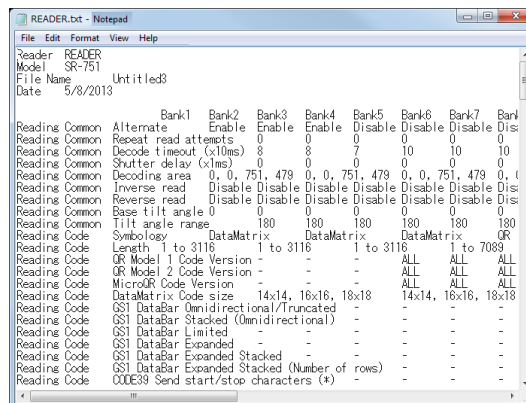 READER.txt - Notepad
File Edit Format View Help
Reader READER
Model SR-751
File Name Untitled3
Date 5/8/2013
Bank1 Bank2 Bank3 Bank4 Bank5 Bank6 Bank7 Bank
Reading Common Alternate Enable Enable Enable Disable Disable Disable Dis
Reading Common Repeat read attempts 0 0 0 0 0 0
Reading Common Decode timeout (x10ms) 8 8 7 10 10 10
Reading Common Shutter delay (x1ms) 0 0 0 0 0 0
Reading Common Decoding area 0, 0, 751, 479 0, 0, 751, 479 0, 0, 751, 479 0, 
Reading Common Inverse read Disable Disable Disable Disable Disable Disable Dis
Reading Common Reverse read Disable Disable Disable Disable Disable Disable Dis
Reading Common Base tilt angle 0 0 0 0 0 0 0
Reading Common Tilt angle range 180 180 180 180 180 180
Reading Code Symbology DataMatrix DataMatrix DataMatrix QR
Reading Code Length 1 to 3116 1 to 3116 1 to 3116 1 to 7089
Reading Code QR Model 1 Code Version - - - ALL ALL ALL
Reading Code QR Model 2 Code Version - - - ALL ALL ALL
Reading Code MicroQR Code Version - - - ALL ALL ALL
Reading Code DataMatrix Code size 14x14, 16x16, 18x18 14x14, 16x16, 18x18
Reading Code GS1 DataBar Omnidirectional/Truncated - - - - -
Reading Code GS1 DataBar Stacked (Omnidirectional) - - - - -
Reading Code GS1 DataBar Limited - - - - - -
Reading Code GS1 DataBar Expanded - - - - - -
Reading Code GS1 DataBar Expanded Stacked - - - - - -
Reading Code GS1 DataBar Expanded Stacked (Number of rows) - - - -
Reading Code CODE39 Send start/stop characters (*) - - - - -